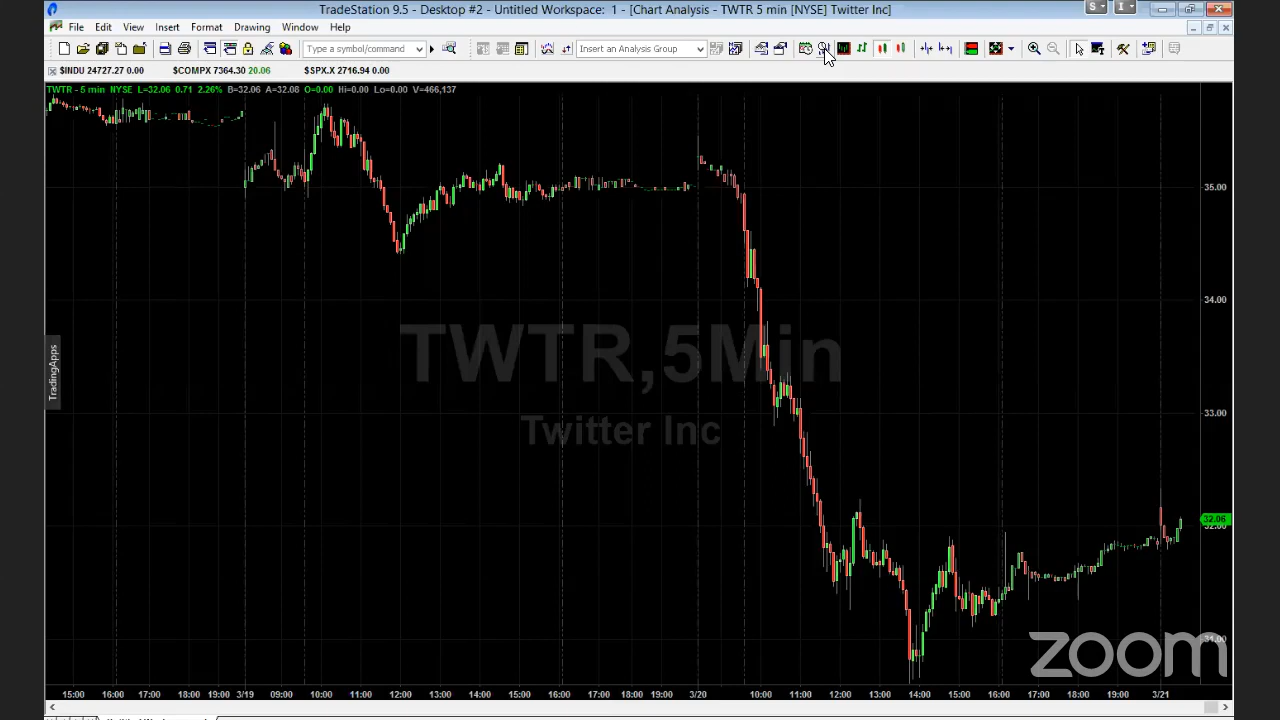 TradeStation 9.5 - Desktop #2 - Untitled Workspace: 1 - [Chart Analysis - TWTR 5 min [NYSE] Twitter Inc]
S
I
File Edit View Insert Format Drawing Window Help
Type a symbol/command
Insert an Analysis Group
$INDU 24727.27 0.00 $COMPX 7364.30 20.06 $SPX.X 2716.94 0.00
TWTR - 5 min NYSE L=32.06 0.71 2.26% B=32.06 A=32.08 O=0.00 Hi=0.00 Lo=0.00 V=466,137
35.00
34.00
TWTR,5Min
TradingApps
33.00
Twitter Inc
32.06
32.00
31.00
zoom
15:00 16:00 17:00 18:00 19:00 3/19 09:00 10:00 11:00 12:00 13:00 14:00 15:00 16:00 17:00 18:00 19:00 3/20 10:00 11:00 12:00 13:00 14:00 15:00 16:00 17:00 18:00 19:00 3/21